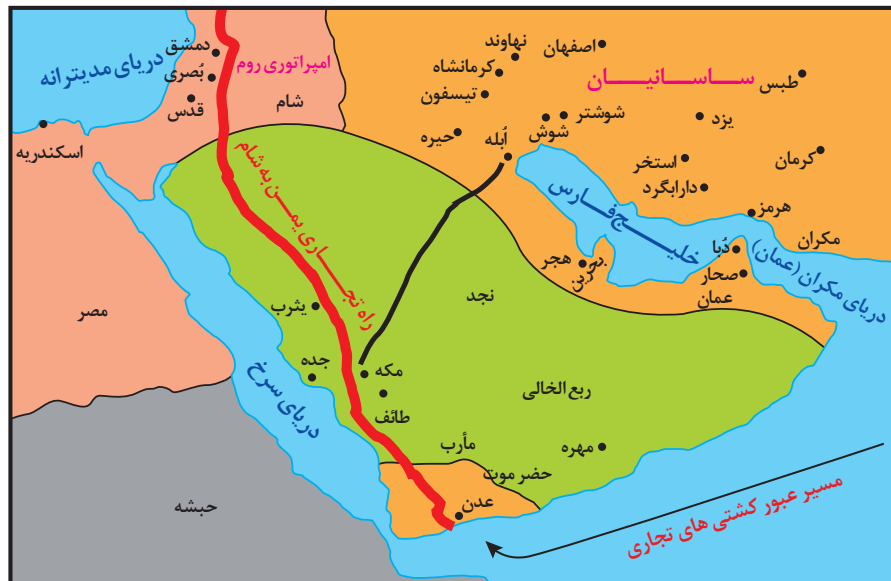 دریای مدیترانه
دمشق
بُصری
قدس
امپراتوری روم
شام
اسکندریه
نهاوند
کرمانشاه
تیسفون
حیره
اصفهان
ساسانیان
طبس
شوشتر
شوش
اُبله
یزد
کرمان
استخر
دارابگرد
هرمز
مکران
خلیج فارس
دُبا
صحار
عمان
دریای مکران (عمان)
هجر
بحرین
راه تجاری یمن به شام
نجد
یثرب
مصر
جده
مکه
طائف
دریای سرخ
ربع الخالی
مأرب
مهره
حضر موت
عدن
حبشه
مسیر عبور کشتی های تجاری